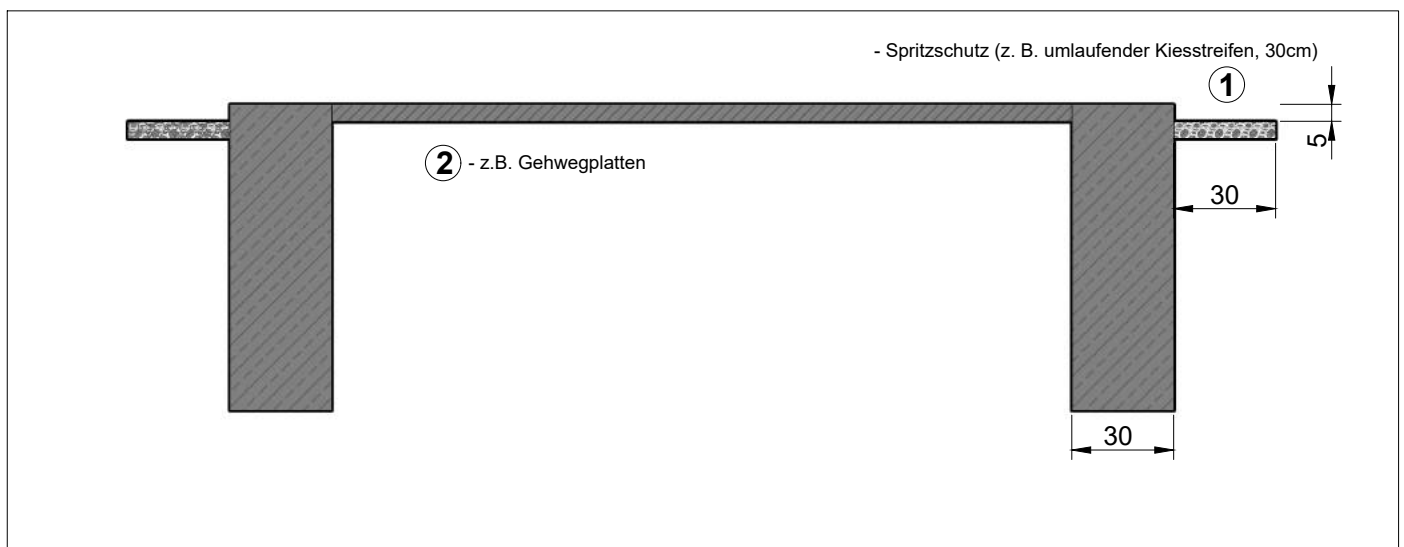 - Spritzschutz (z. B. umlaufender Kiesstreifen, 30cm)
1
5
2 - z.B. Gehwegplatten
30
30